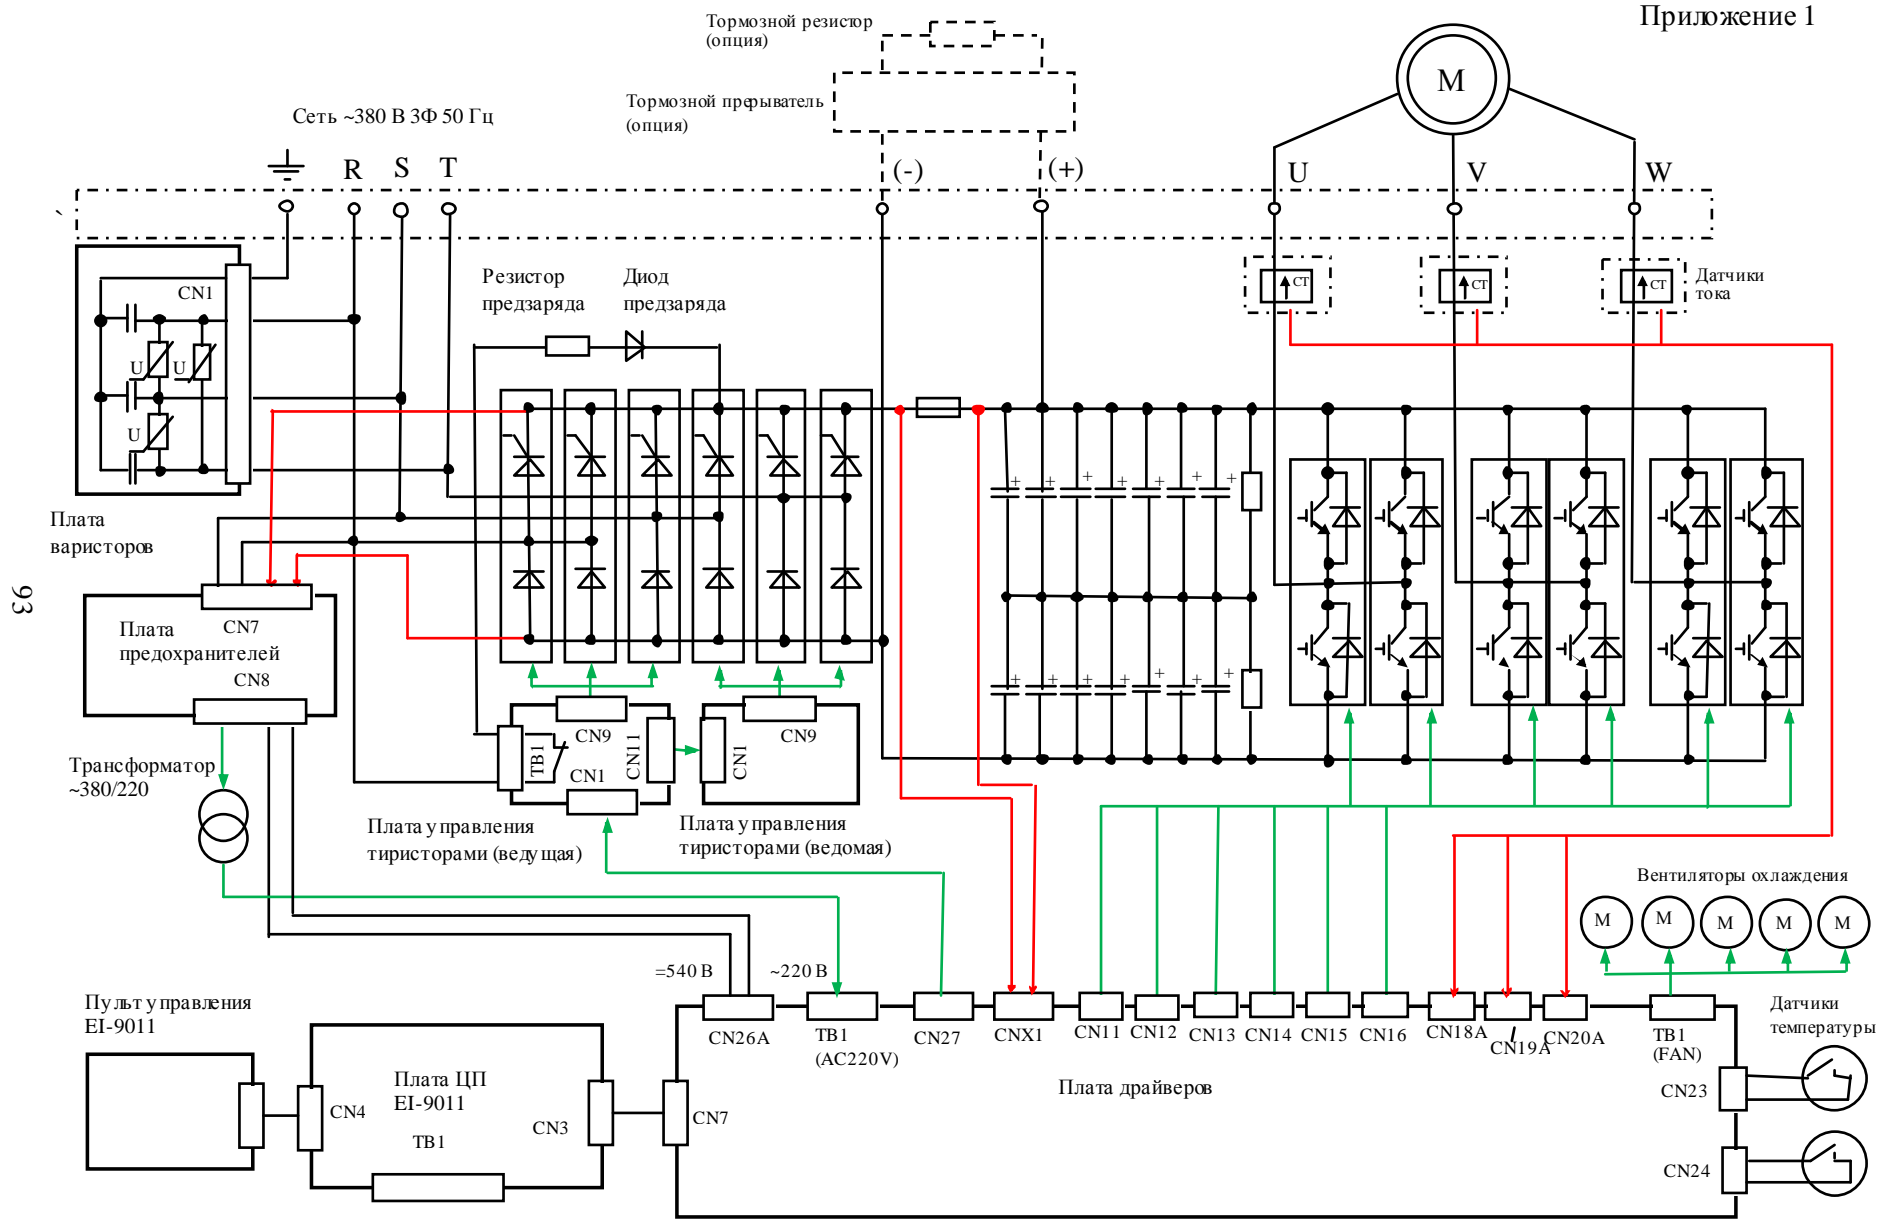 Приложение 1
Тормозной резистор
(опция)
Тормозной прерыватель
(опция)
M
Сеть ~380 В 3Ф 50 Гц
R
S
T
(-)
(+)
U
V
W
CN1
U
U
U
Плата
варисторов
Резистор
предзаряда
Диод
предзаряда
CT
CT
CT
Датчики
тока
+
+
+
+
+
+
+
+
+
+
+
+
+
+
93
CN7
Плата
предохранителей
CN8
Трансформатор
~380/220
TB1
CN9
CN11
CN1
CN1
CN9
Плата управления
тиристорами (ведущая)
Плата управления
тиристорами (ведомая)
Вентиляторы охлаждения
M
M
M
M
M
=540 В
~220 В
CN26A
TB1
(AC220V)
CN27
CNX1
CN11
CN12
CN13
CN14
CN15
CN16
CN18A
CN19A
CN20A
TB1
(FAN)
Датчики
температуры
Пульт управления
EI-9011
CN4
Плата ЦП
EI-9011
TB1
CN3
CN7
Плата драйверов
CN23
CN24